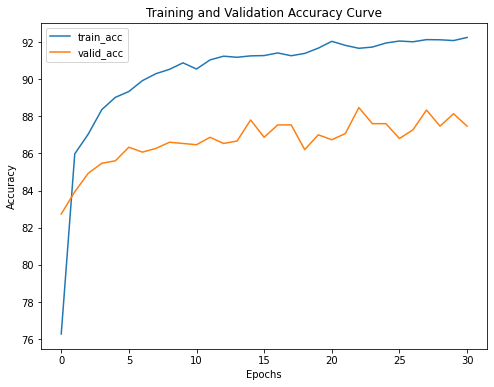 Training and Validation Accuracy Curve
train_acc
valid_acc
92
90
88
86
84
82
80
78
76
Accuracy
0 5 10 15 20 25 30
Epochs